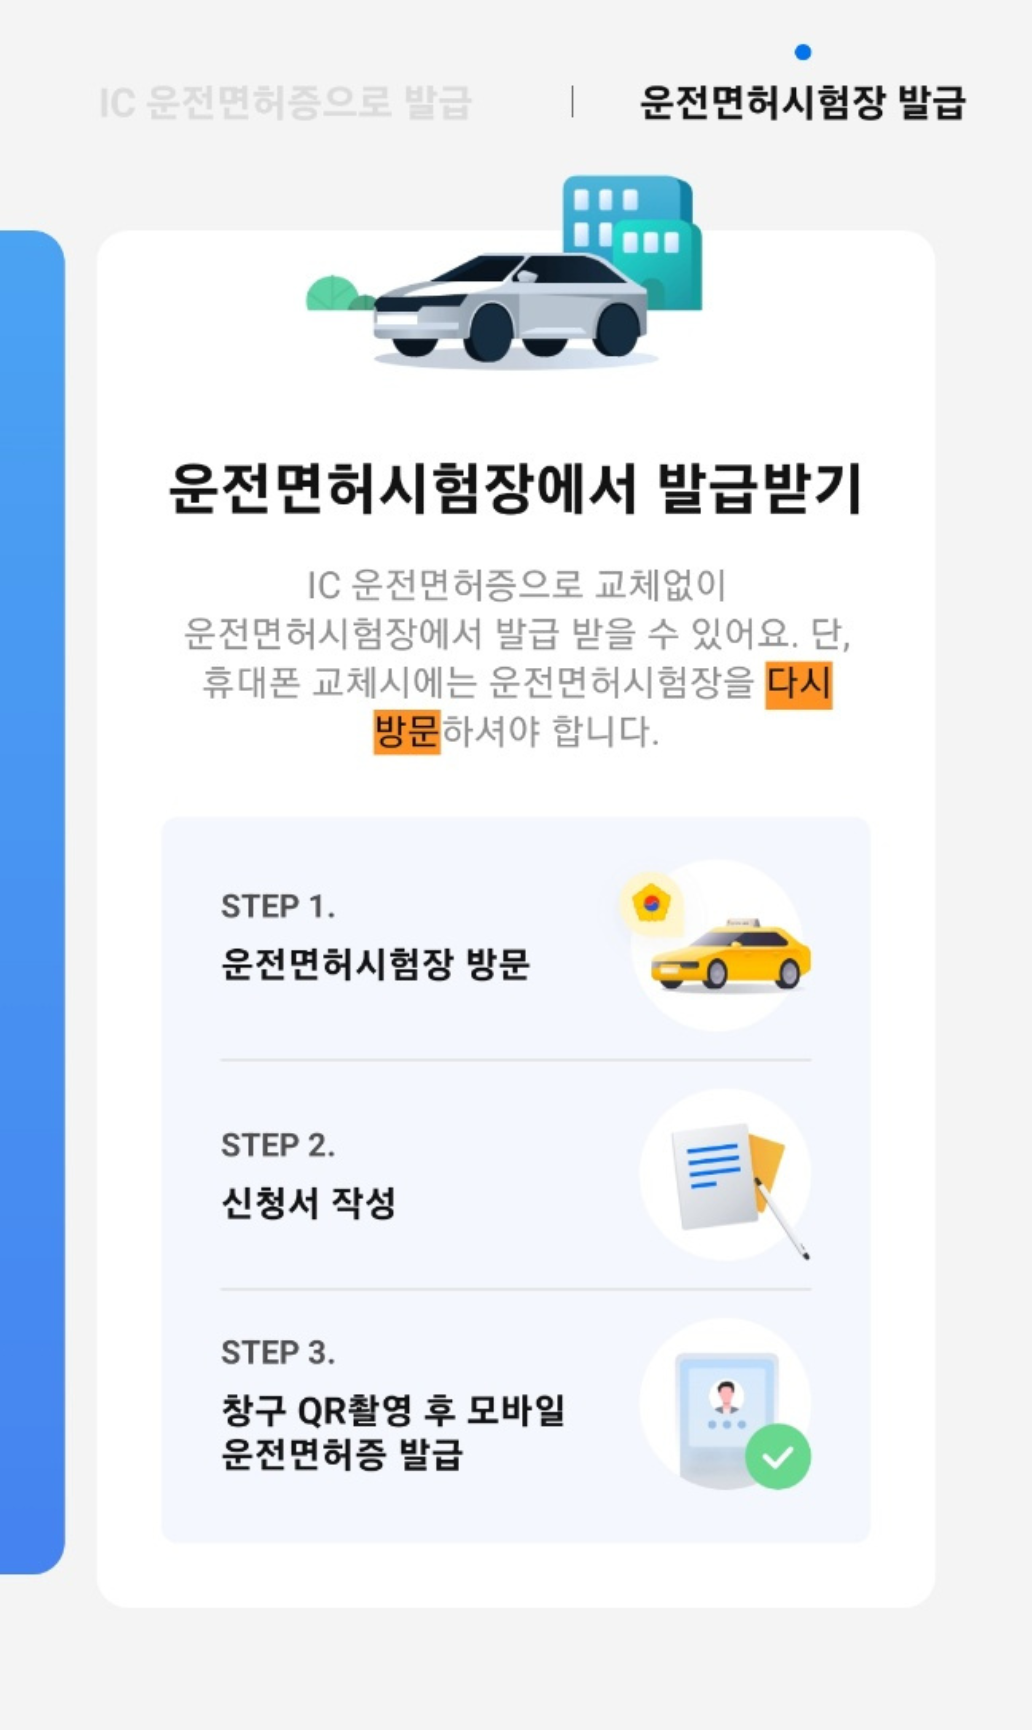 IC 운전면허증으로 발급
운전면허시험장 발급
운전면허시험장에서 발급받기
IC 운전면허증으로 교체없이
운전면허시험장에서 발급 받을 수 있어요. 단,
휴대폰 교체시에는 운전면허시험장을 다시
방문하셔야 합니다.
STEP 1.
운전면허시험장 방문
STEP 2.
신청서 작성
STEP 3.
창구 QR촬영 후 모바일
운전면허증 발급